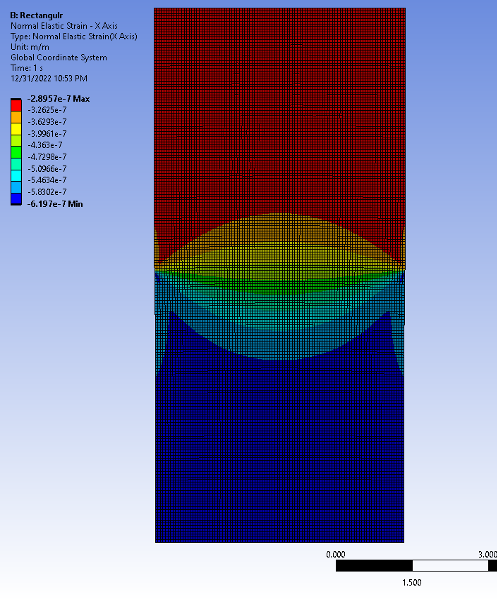 B: Rectangulr
Normal Elastic Strain - X Axis
Type: Normal Elastic Strain(X Axis)
Unit: m/m
Global Coordinate System
Time: 1 s
12/31/2022 10:53 PM
-2.8957e-7 Max
-3.2625e-7
-3.6293e-7
-3.9961e-7
-4.363e-7
-4.7298e-7
-5.0966e-7
-5.4634e-7
-5.8302e-7
-6.197e-7 Min
0.000
3.000
1.500